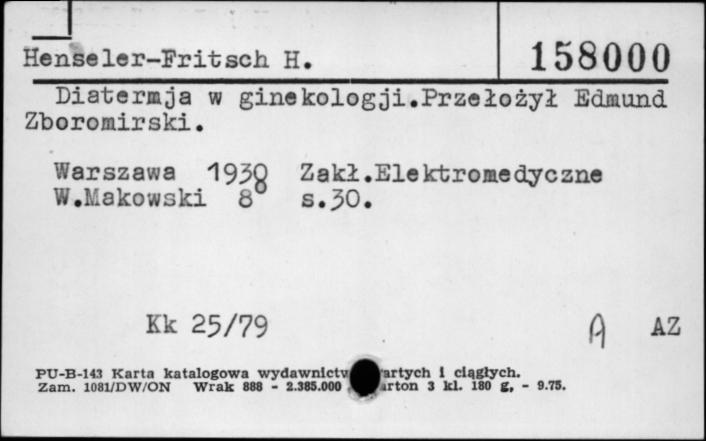 Henseler-Fritsch H.
158000
Diatermja w ginekologji.Przełożył Edmund
Zboromirski.
Warszawa 1930 Zakł.Elektromedyczne
W.Makowski 8° s.30.
Kk 25/79
A AZ
PU-B-143 Karta katalogowa wydawnictw artych i ciągłych.
Zam. 1081/DW/ON Wrak 888 - 2.385.000 arton 3 kl. 180 g, - 9.75.